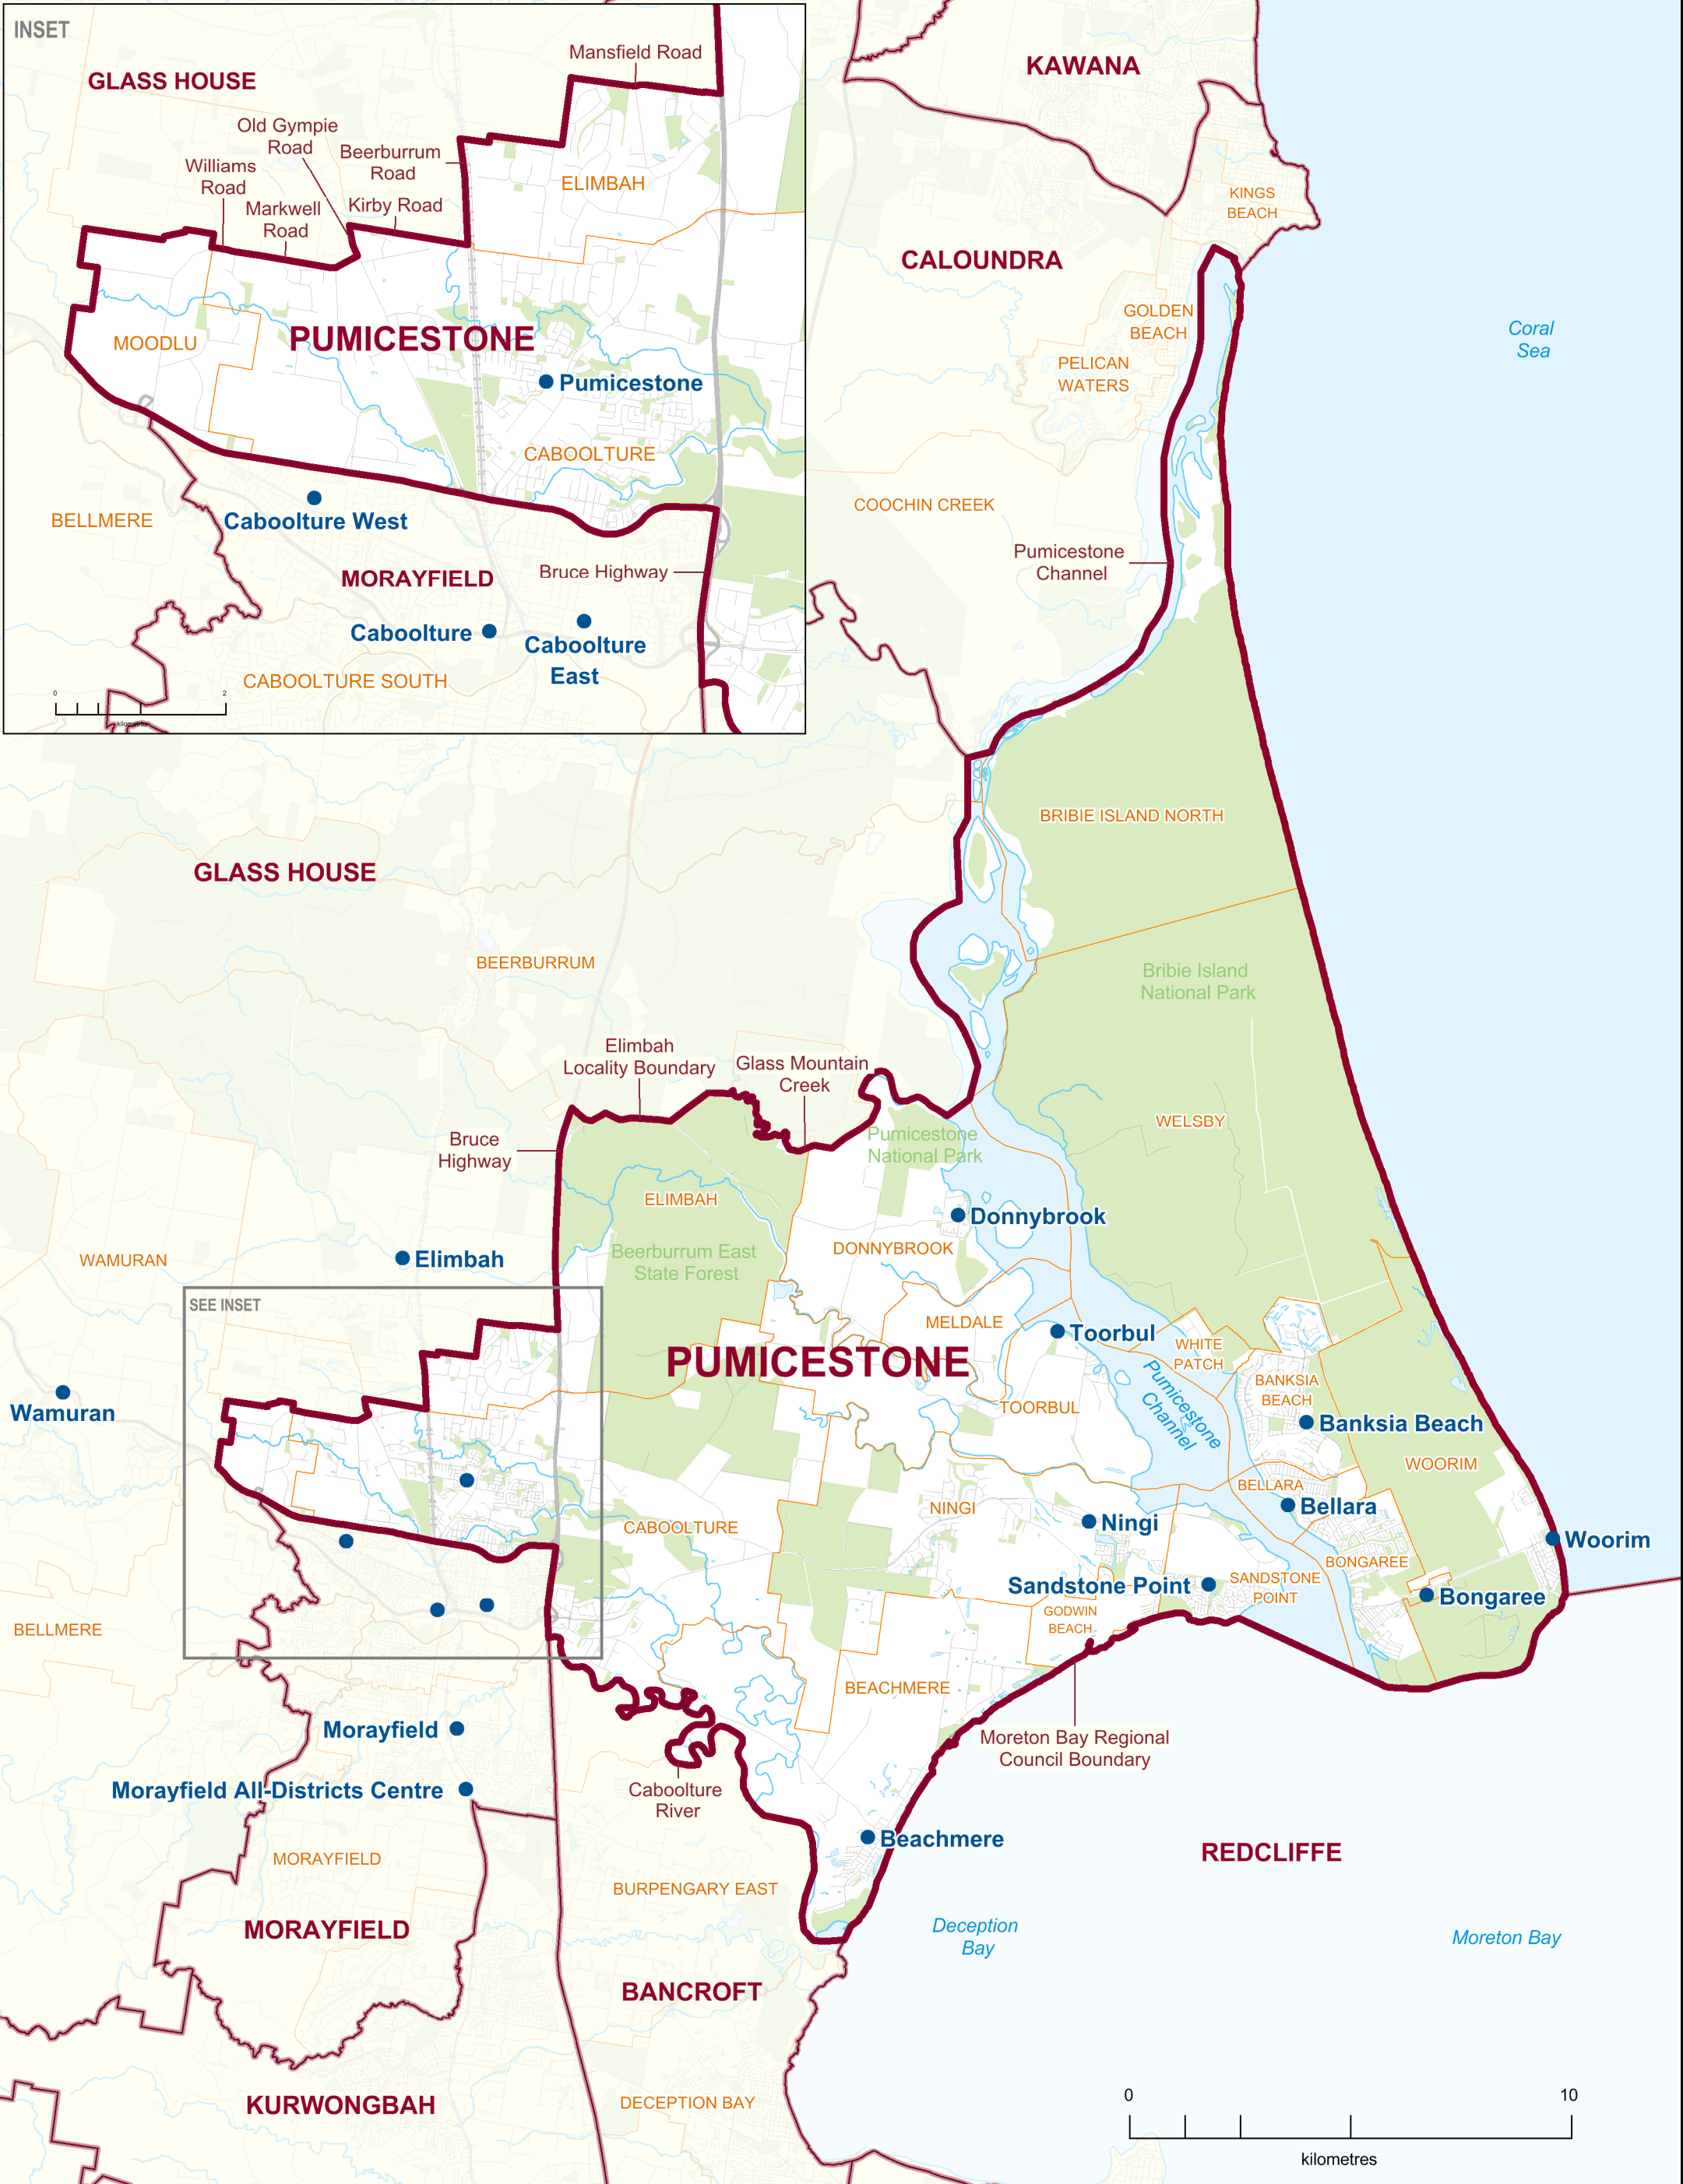 INSET
Mansfield Road
GLASS HOUSE
Old Gympie
Road
Beerburrum
Road
Williams
Road
Markwell
Road
Kirby Road
ELIMBAH
MOODLU
PUMICESTONE
Pumicestone
CABOOLTURE
Caboolture West
BELLMERE
MORAYFIELD
Bruce Highway
Caboolture
Caboolture
East
CABOOLTURE SOUTH
0
2
kilometres
KAWANA
KINGS
BEACH
CALOUNDRA
GOLDEN
BEACH
PELICAN
WATERS
Coral
Sea
COOCHIN CREEK
Pumicestone
Channel
BRIBIE ISLAND NORTH
GLASS HOUSE
BEERBURRUM
Bribie Island
National Park
Elimbah
Locality Boundary
Glass Mountain
Creek
Bruce
Highway
Pumicestone
National Park
WELSBY
ELIMBAH
Donnybrook
DONNYBROOK
Beerburrum East
State Forest
WAMURAN
Elimbah
SEE INSET
MELDALE
Toorbul
WHITE
PATCH
PUMICESTONE
BANKSIA
BEACH
Pumicestone
Channel
Wamuran
TOORBUL
Banksia Beach
WOORIM
BELLARA
Bellara
NINGI
Ningi
CABOOLTURE
Woorim
BONGAREE
Sandstone Point
SANDSTONE
POINT
Bongaree
GODWIN
BEACH
BELLMERE
BEACHMERE
Morayfield
Moreton Bay Regional
Council Boundary
Morayfield All-Districts Centre
Caboolture
River
Beachmere
REDCLIFFE
MORAYFIELD
BURPENGARY EAST
MORAYFIELD
Deception
Bay
Moreton Bay
BANCROFT
KURWONGBAH
DECEPTION BAY
0
10
kilometres